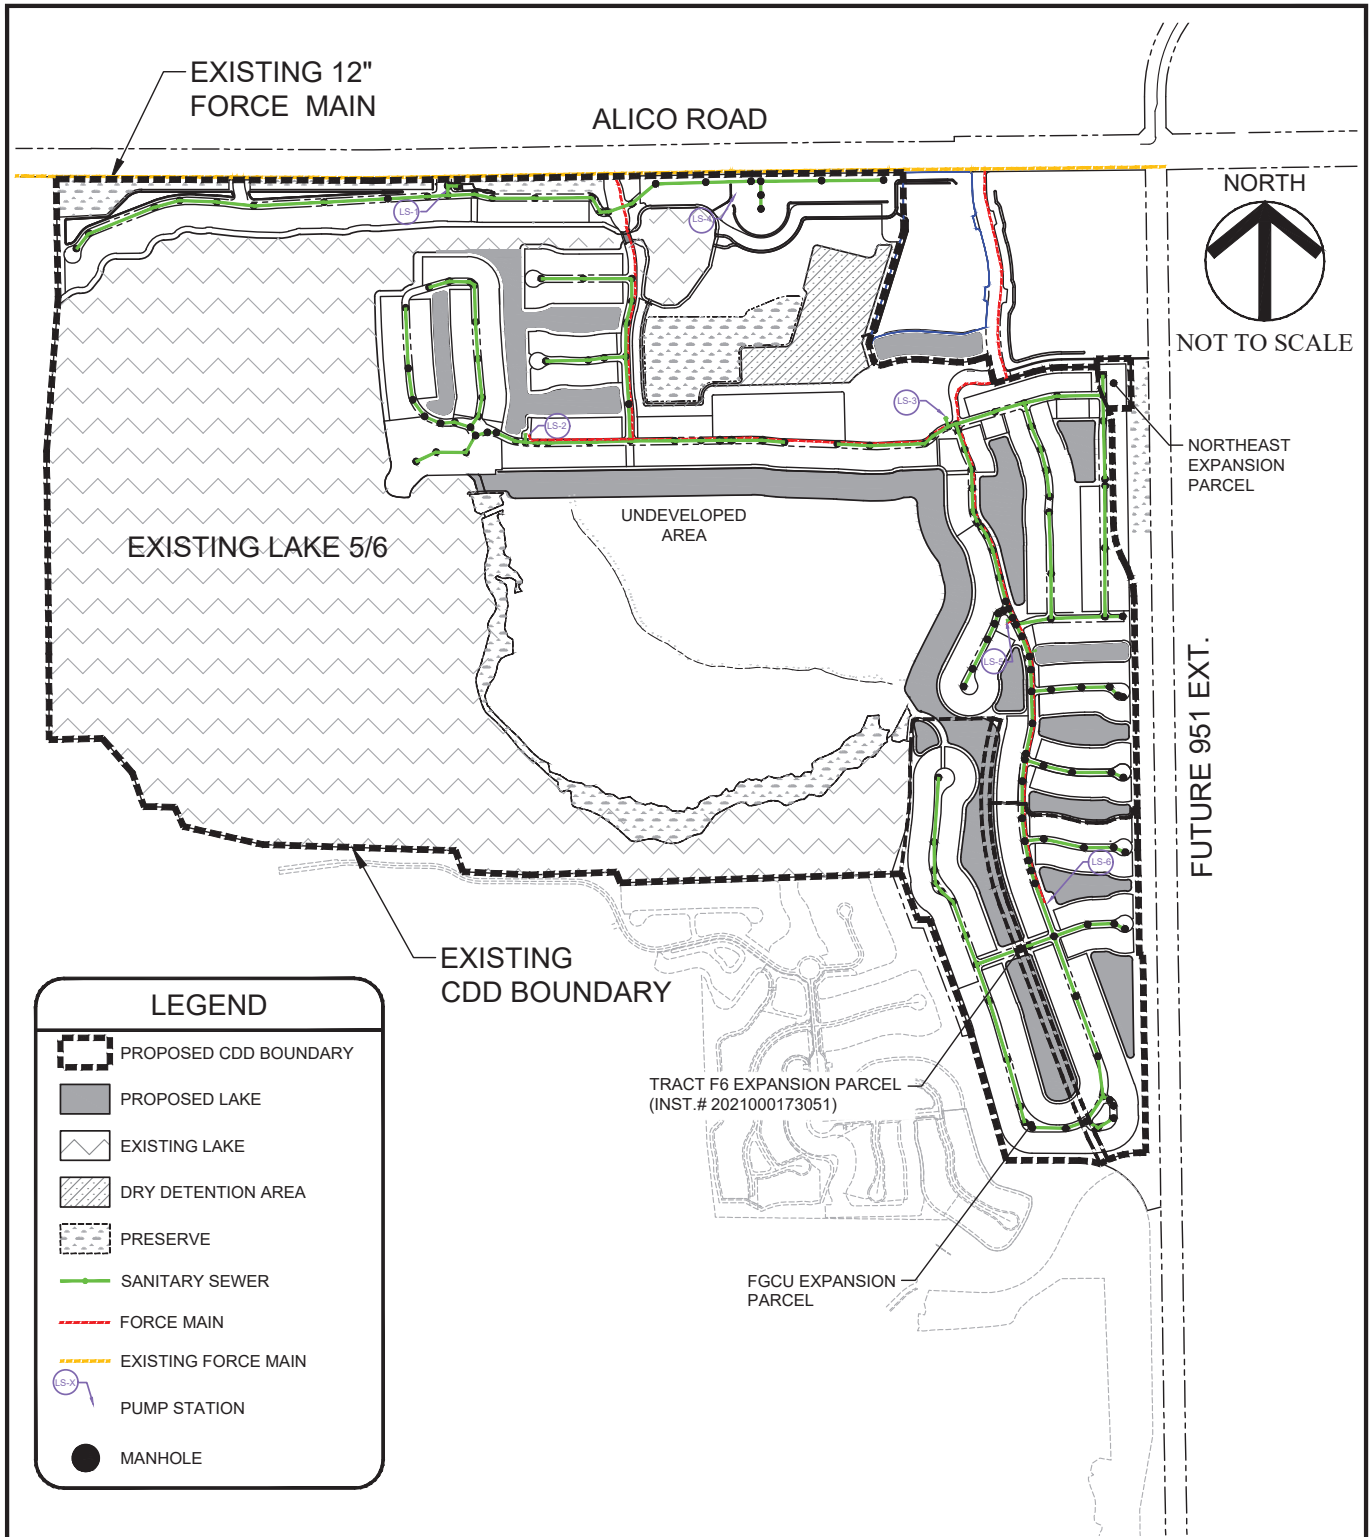 EXISTING 12"
FORCE MAIN
ALICO ROAD
NORTH
NOT TO SCALE
LS-1
LS-4
LS-3
LS-2
NORTHEAST
EXPANSION
PARCEL
UNDEVELOPED
AREA
EXISTING LAKE 5/6
LS-5
FUTURE 951 EXT.
LS-6
EXISTING
CDD BOUNDARY
TRACT F6 EXPANSION PARCEL
(INST.# 2021000173051)
FGCU EXPANSION
PARCEL
LEGEND
PROPOSED CDD BOUNDARY
PROPOSED LAKE
EXISTING LAKE
DRY DETENTION AREA
PRESERVE
SANITARY SEWER
FORCE MAIN
EXISTING FORCE MAIN
LS-X
PUMP STATION
MANHOLE